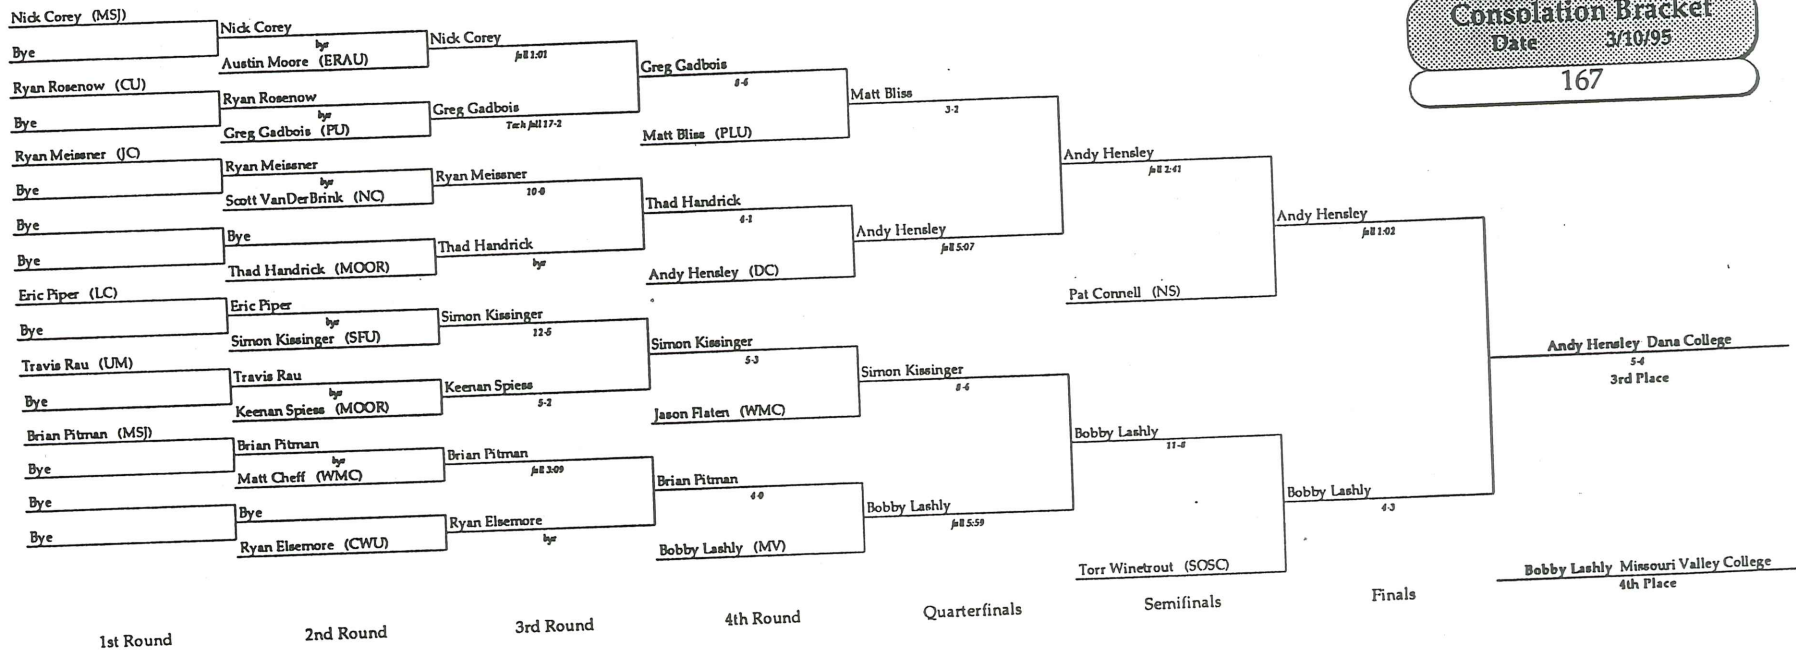 Consolation Bracket
Date 3/10/95
167
Nick Corey (MSJ)
Bye
Ryan Rosenow (CU)
Bye
Ryan Meissner (JC)
Bye
Bye
Bye
Eric Piper (LC)
Bye
Travis Rau (UM)
Bye
Brian Pitman (MSJ)
Bye
Bye
Bye
1st Round
Nick Corey
bye
Austin Moore (ERAU)
Ryan Rosenow
bye
Greg Gadbois (PU)
Ryan Meissner
bye
Scott VanDerBrink (NC)
Bye
Thad Handrick (MOOR)
Eric Piper
bye
Simon Kissinger (SFU)
Travis Rau
bye
Keenan Spiess (MOOR)
Brian Pitman
bye
Matt Cheff (WMC)
Bye
Ryan Elsemore (CWU)
2nd Round
Nick Corey
fall 1:01
Greg Gadbois
Tech fall 17-2
Ryan Meissner
10-0
Thad Handrick
bye
Simon Kissinger
12-5
Keenan Spiess
5-2
Brian Pitman
fall 3:09
Ryan Elsemore
bye
3rd Round
Greg Gadbois
8-6
Matt Bliss (PLU)
Thad Handrick
Andy Hensley (DC)
Simon Kissinger
5-3
Jason Flaten (WMC)
Brian Pitman
Bobby Lashly (MV)
4th Round
Matt Bliss
3-2
Andy Hensley
fall 5:07
Simon Kissinger
8-6
Bobby Lashly
fall 5:59
Quarterfinals
Andy Hensley
fall 2:41
Pat Connell (NS)
Bobby Lashly
Torr Winetrout (SOSC)
Semifinals
Andy Hensley
fall 1:02
Bobby Lashly
4-3
Finals
Andy Hensley Dana College
5-4
3rd Place
Bobby Lashly Missouri Valley College
4th Place